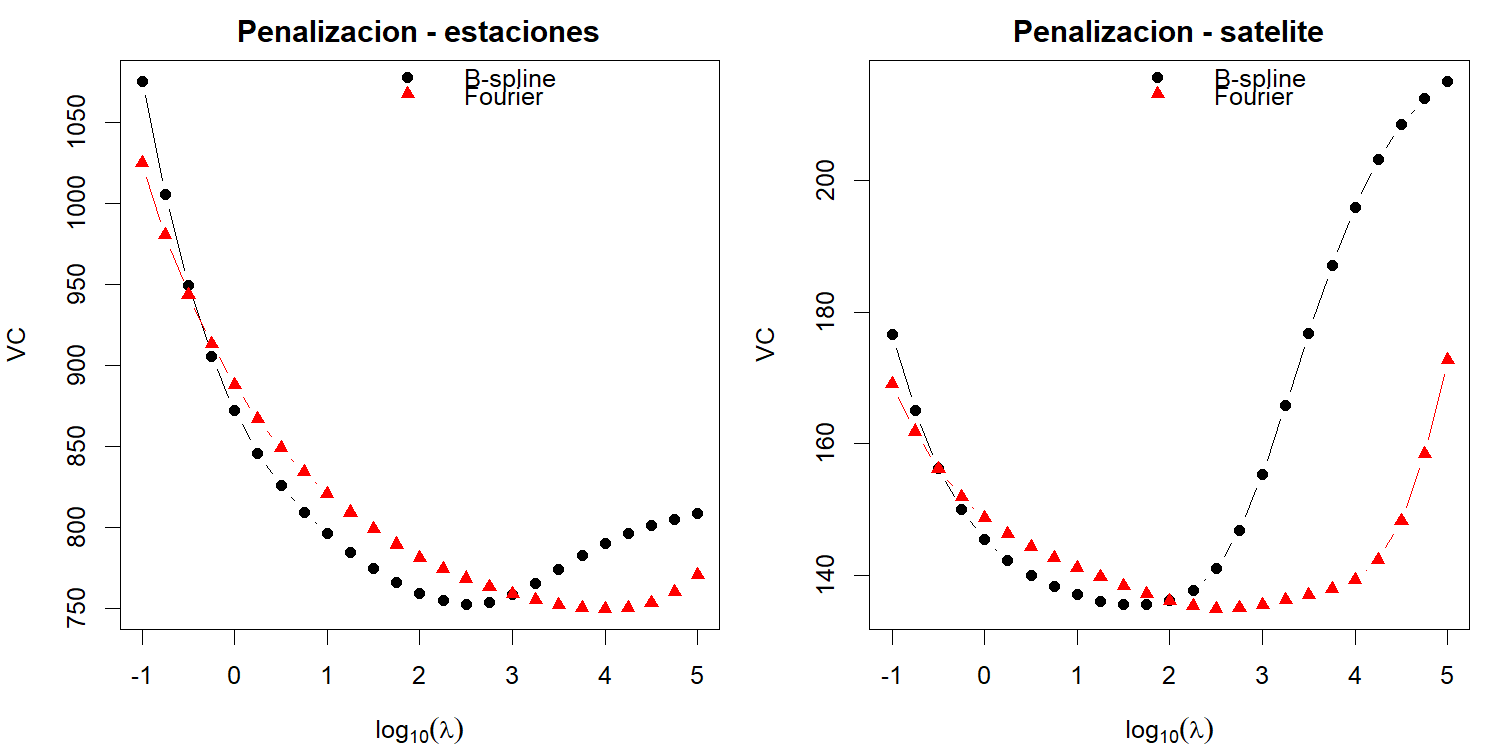 Penalizacion - estaciones
B-spline
Fourier
VC
1050
1000
950
900
850
800
750
-1 0 1 2 3 4 5
log10(λ)
Penalizacion - satelite
B-spline
Fourier
VC
200
180
160
140
-1 0 1 2 3 4 5
log10(λ)